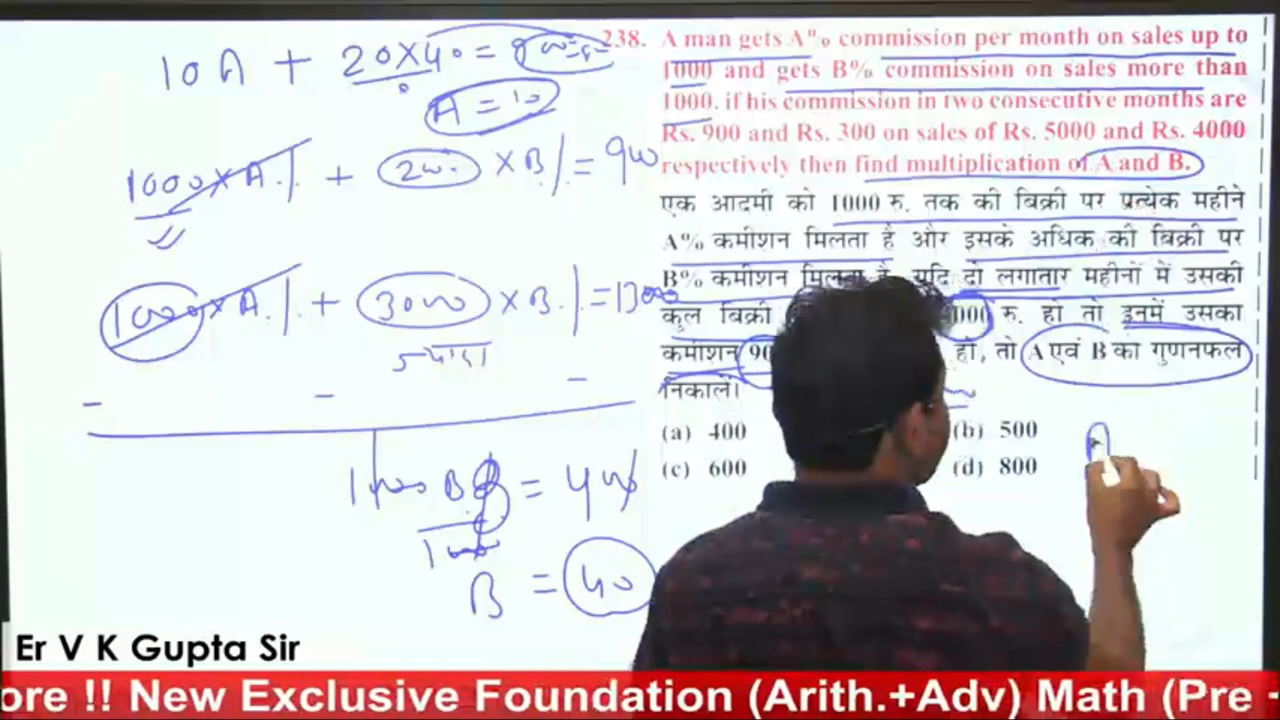 10A + 20×40 = 900
A = 10
1000×A% + 2000 ×B% = 900
1000×A% + 3000 ×B% = 1300
ज्यादा
1000 B = 400
100
B = 40
238. A man gets A% commission per month on sales up to
1000 and gets B% commission on sales more than
1000. if his commission in two consecutive months are
Rs. 900 and Rs. 300 on sales of Rs. 5000 and Rs. 4000
respectively then find multiplication of A and B.
एक आदमी को 1000 रु. तक की बिक्री पर प्रत्येक महीने
A% कमीशन मिलता है और इसके अधिक की बिक्री पर
B% कमीशन मिलता है, यदि दो लगातार महीनों में उसकी
कुल बिक्री 000 रु. हो तो इनमें उसका
कमीशन 90 हो, तो A एवं B का गुणनफल
निकालें।
(a) 400 (b) 500
(c) 600 (d) 800
Er V K Gupta Sir
ore !! New Exclusive Foundation (Arith.+Adv) Math (Pre -